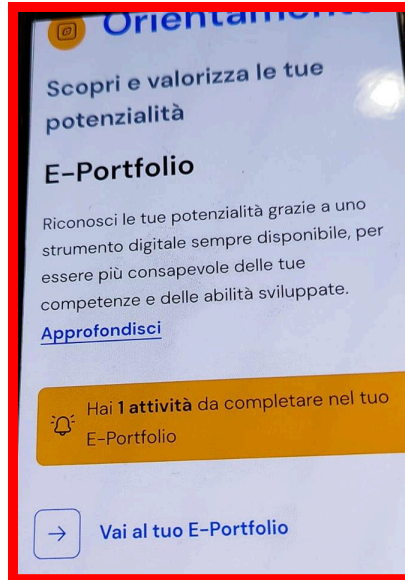 Orientamento
Scopri e valorizza le tue
potenzialità
E-Portfolio
Riconosci le tue potenzialità grazie a uno
strumento digitale sempre disponibile, per
essere più consapevole delle tue
competenze e delle abilità sviluppate.
Approfondisci
Hai 1 attività da completare nel tuo
E-Portfolio
Vai al tuo E-Portfolio